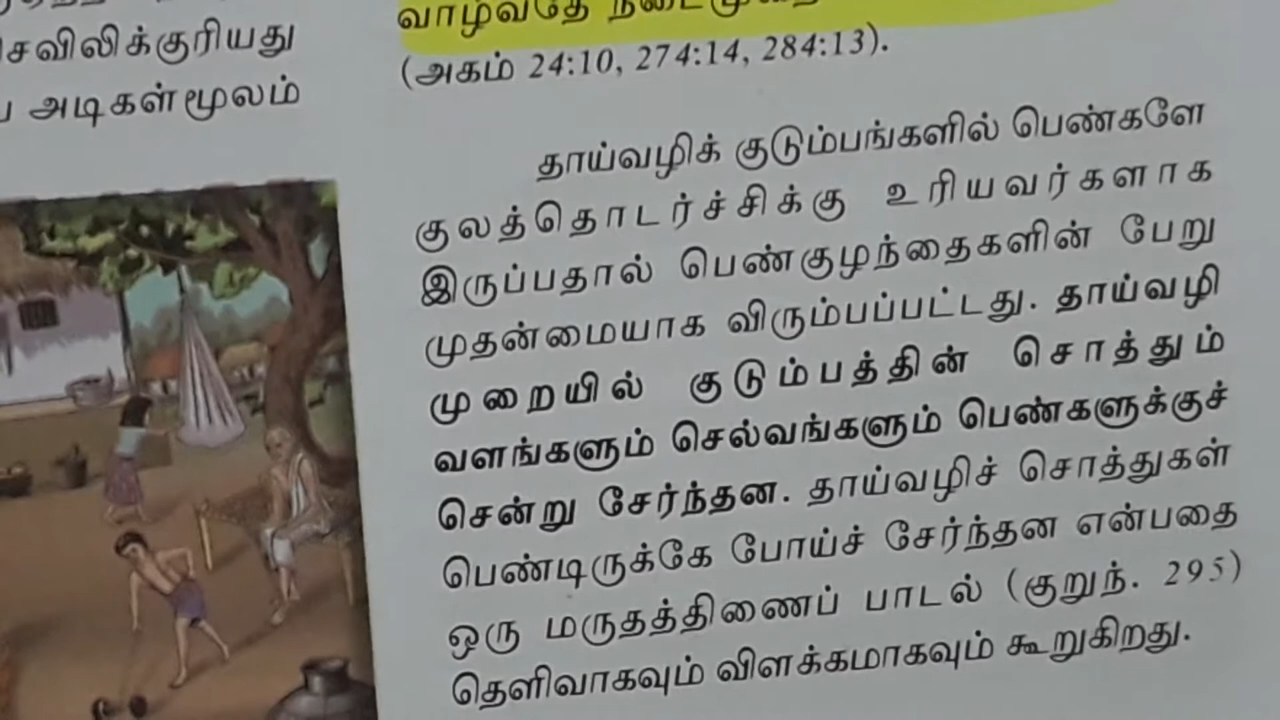 சவிலிக்குரியது
அடிகள்மூலம்
வாழ்வதே நடைமுறை
(அகம் 24:10, 274:14, 284:13).
தாய்வழிக் குடும்பங்களில் பெண்களே
குலத்தொடர்ச்சிக்கு உரியவர்களாக
இருப்பதால் பெண்குழந்தைகளின் பேறு
முதன்மையாக விரும்பப்பட்டது. தாய்வழி
முறையில் குடும்பத்தின் சொத்தும்
வளங்களும் செல்வங்களும் பெண்களுக்குச்
சென்று சேர்ந்தன. தாய்வழிச் சொத்துகள்
பெண்டிருக்கே போய்ச் சேர்ந்தன என்பதை
ஒரு மருதத்திணைப் பாடல் (குறுந். 295)
தெளிவாகவும் விளக்கமாகவும் கூறுகிறது.